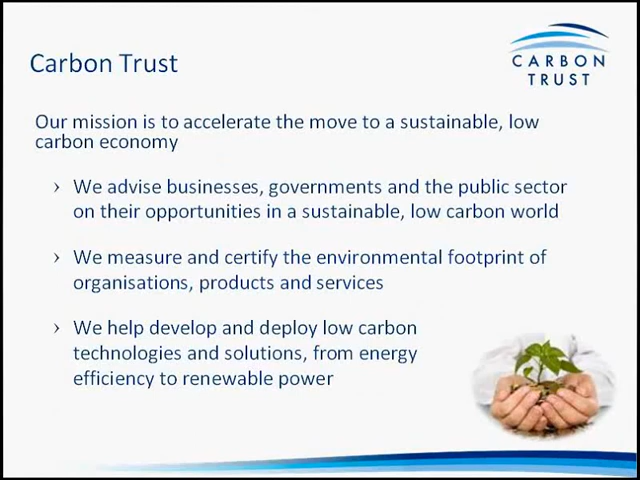 Carbon Trust
CARBON
TRUST
Our mission is to accelerate the move to a sustainable, low
carbon economy
› We advise businesses, governments and the public sector
on their opportunities in a sustainable, low carbon world
› We measure and certify the environmental footprint of
organisations, products and services
› We help develop and deploy low carbon
technologies and solutions, from energy
efficiency to renewable power